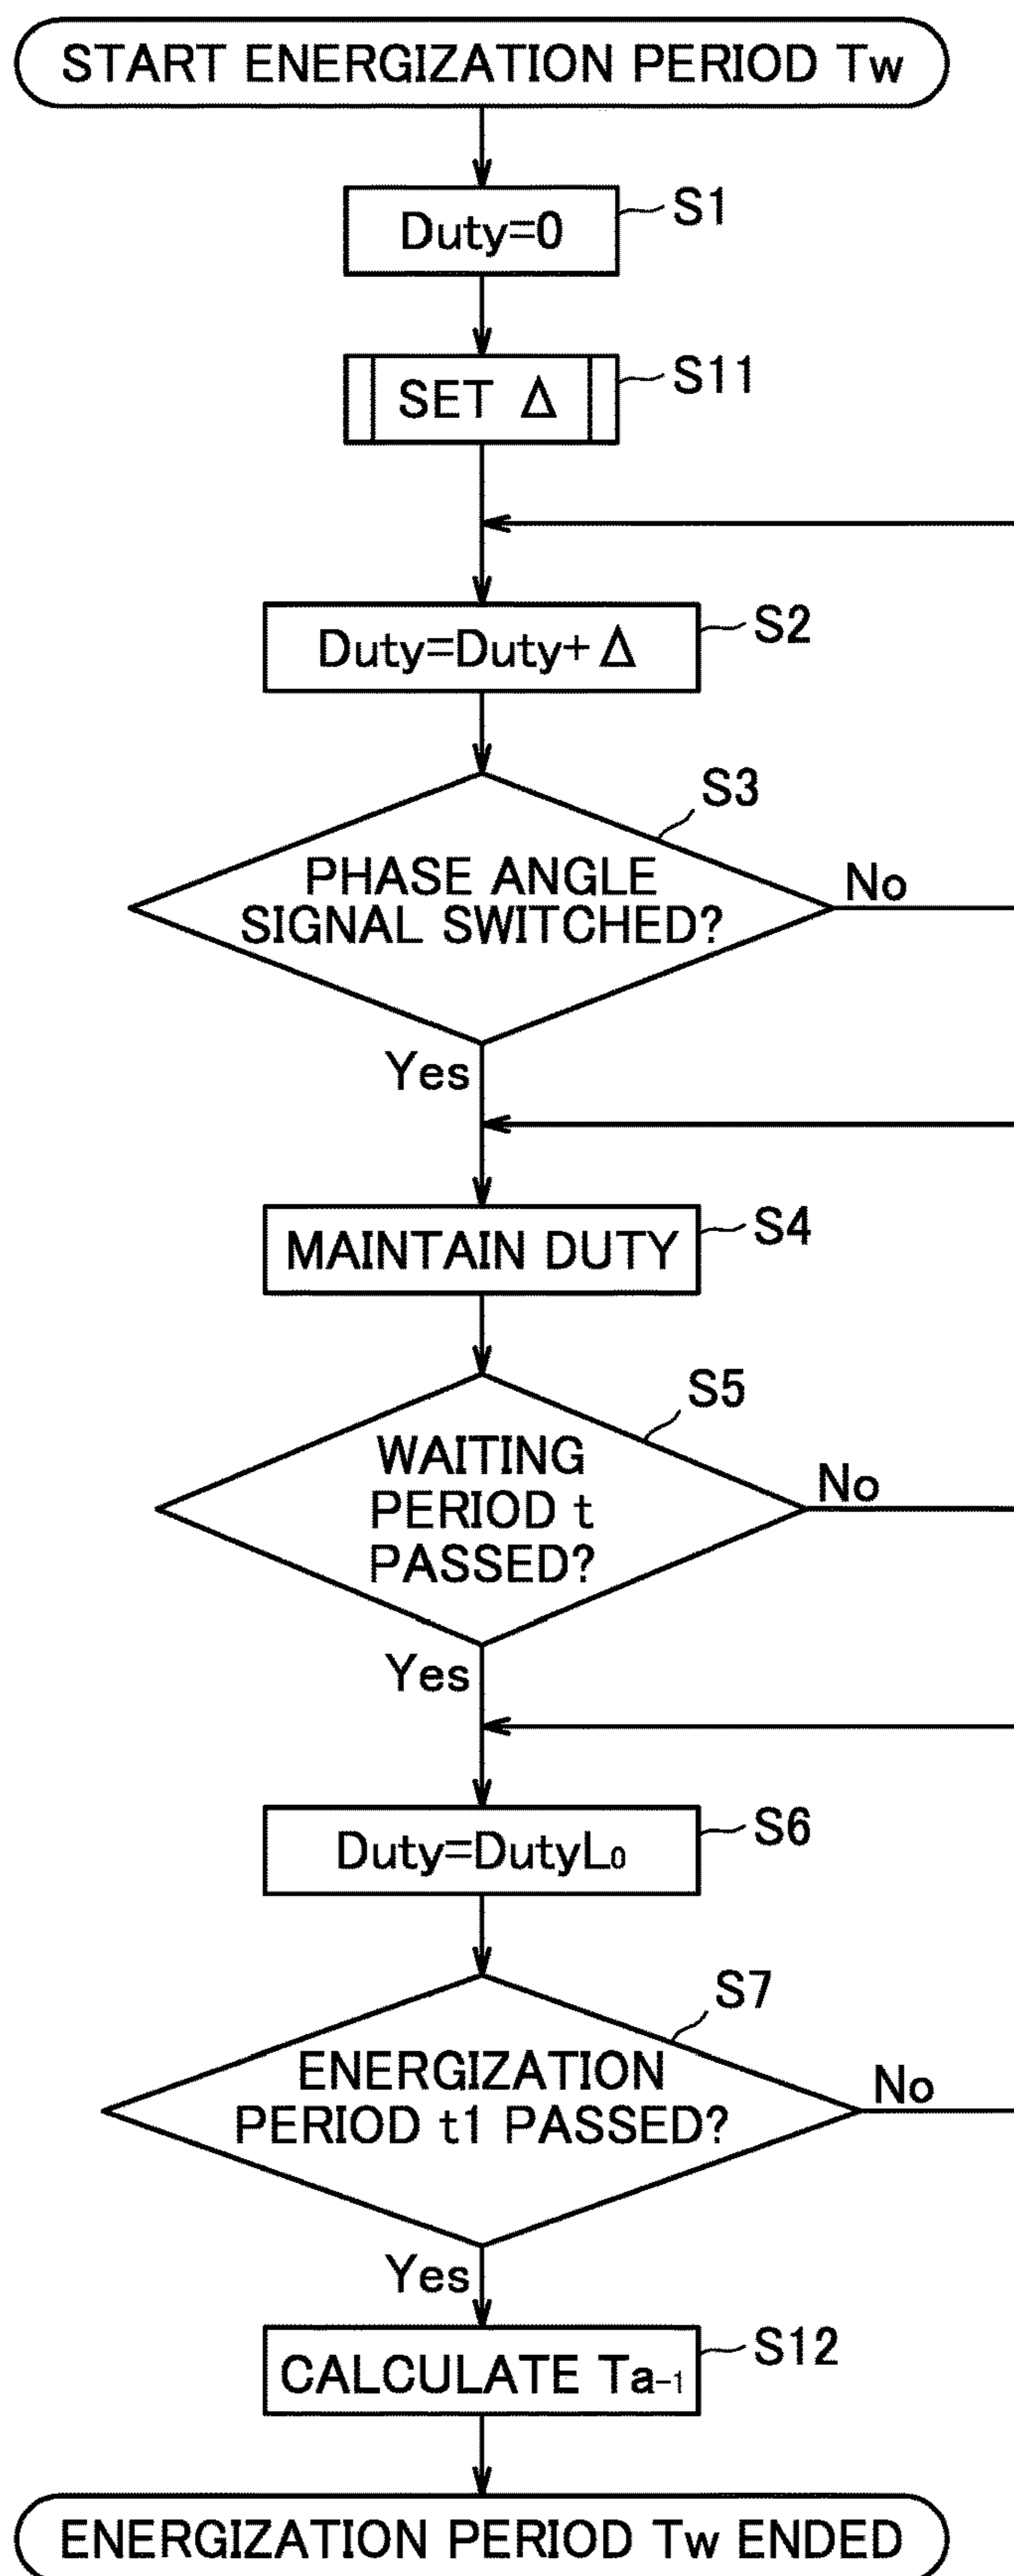 START ENERGIZATION PERIOD Tw
Duty=0
S1
SET Δ
S11
Duty=Duty+Δ
S2
S3
PHASE ANGLE
SIGNAL SWITCHED?
No
Yes
MAINTAIN DUTY
S4
S5
WAITING
PERIOD t
PASSED?
No
Yes
Duty=DutyL₀
S6
S7
ENERGIZATION
PERIOD t1 PASSED?
No
Yes
CALCULATE Ta₋₁
S12
ENERGIZATION PERIOD Tw ENDED